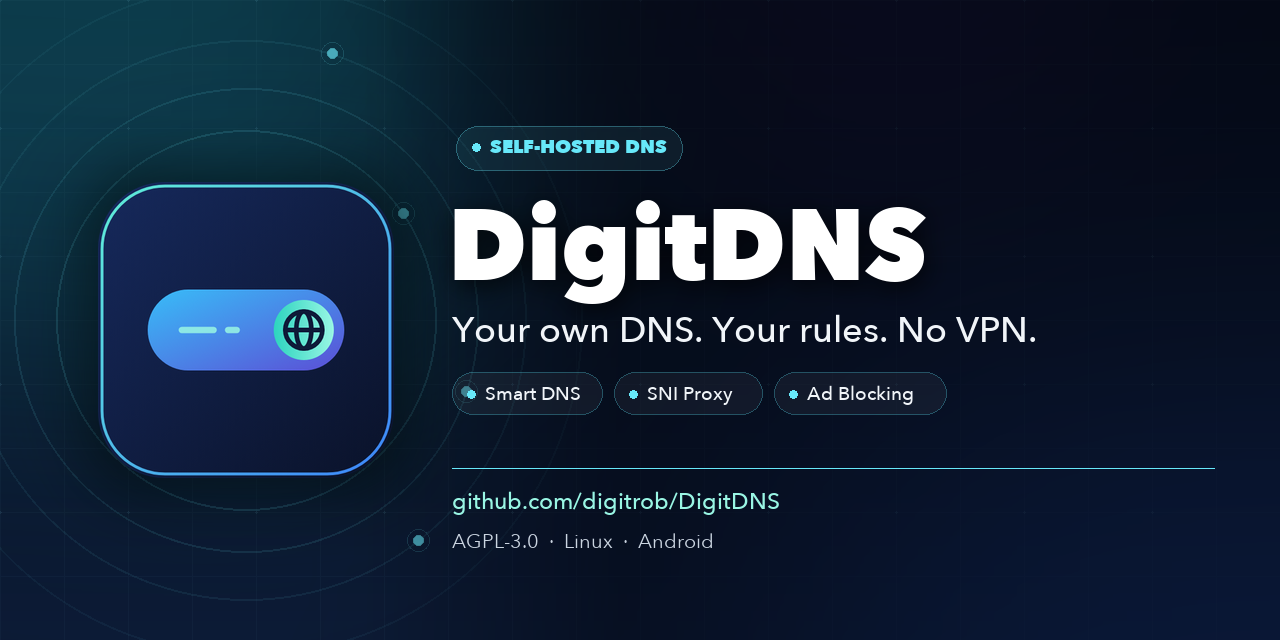 SELF-HOSTED DNS
DigitDNS
Your own DNS. Your rules. No VPN.
Smart DNS SNI Proxy Ad Blocking
github.com/digitrob/DigitDNS
AGPL-3.0 · Linux · Android